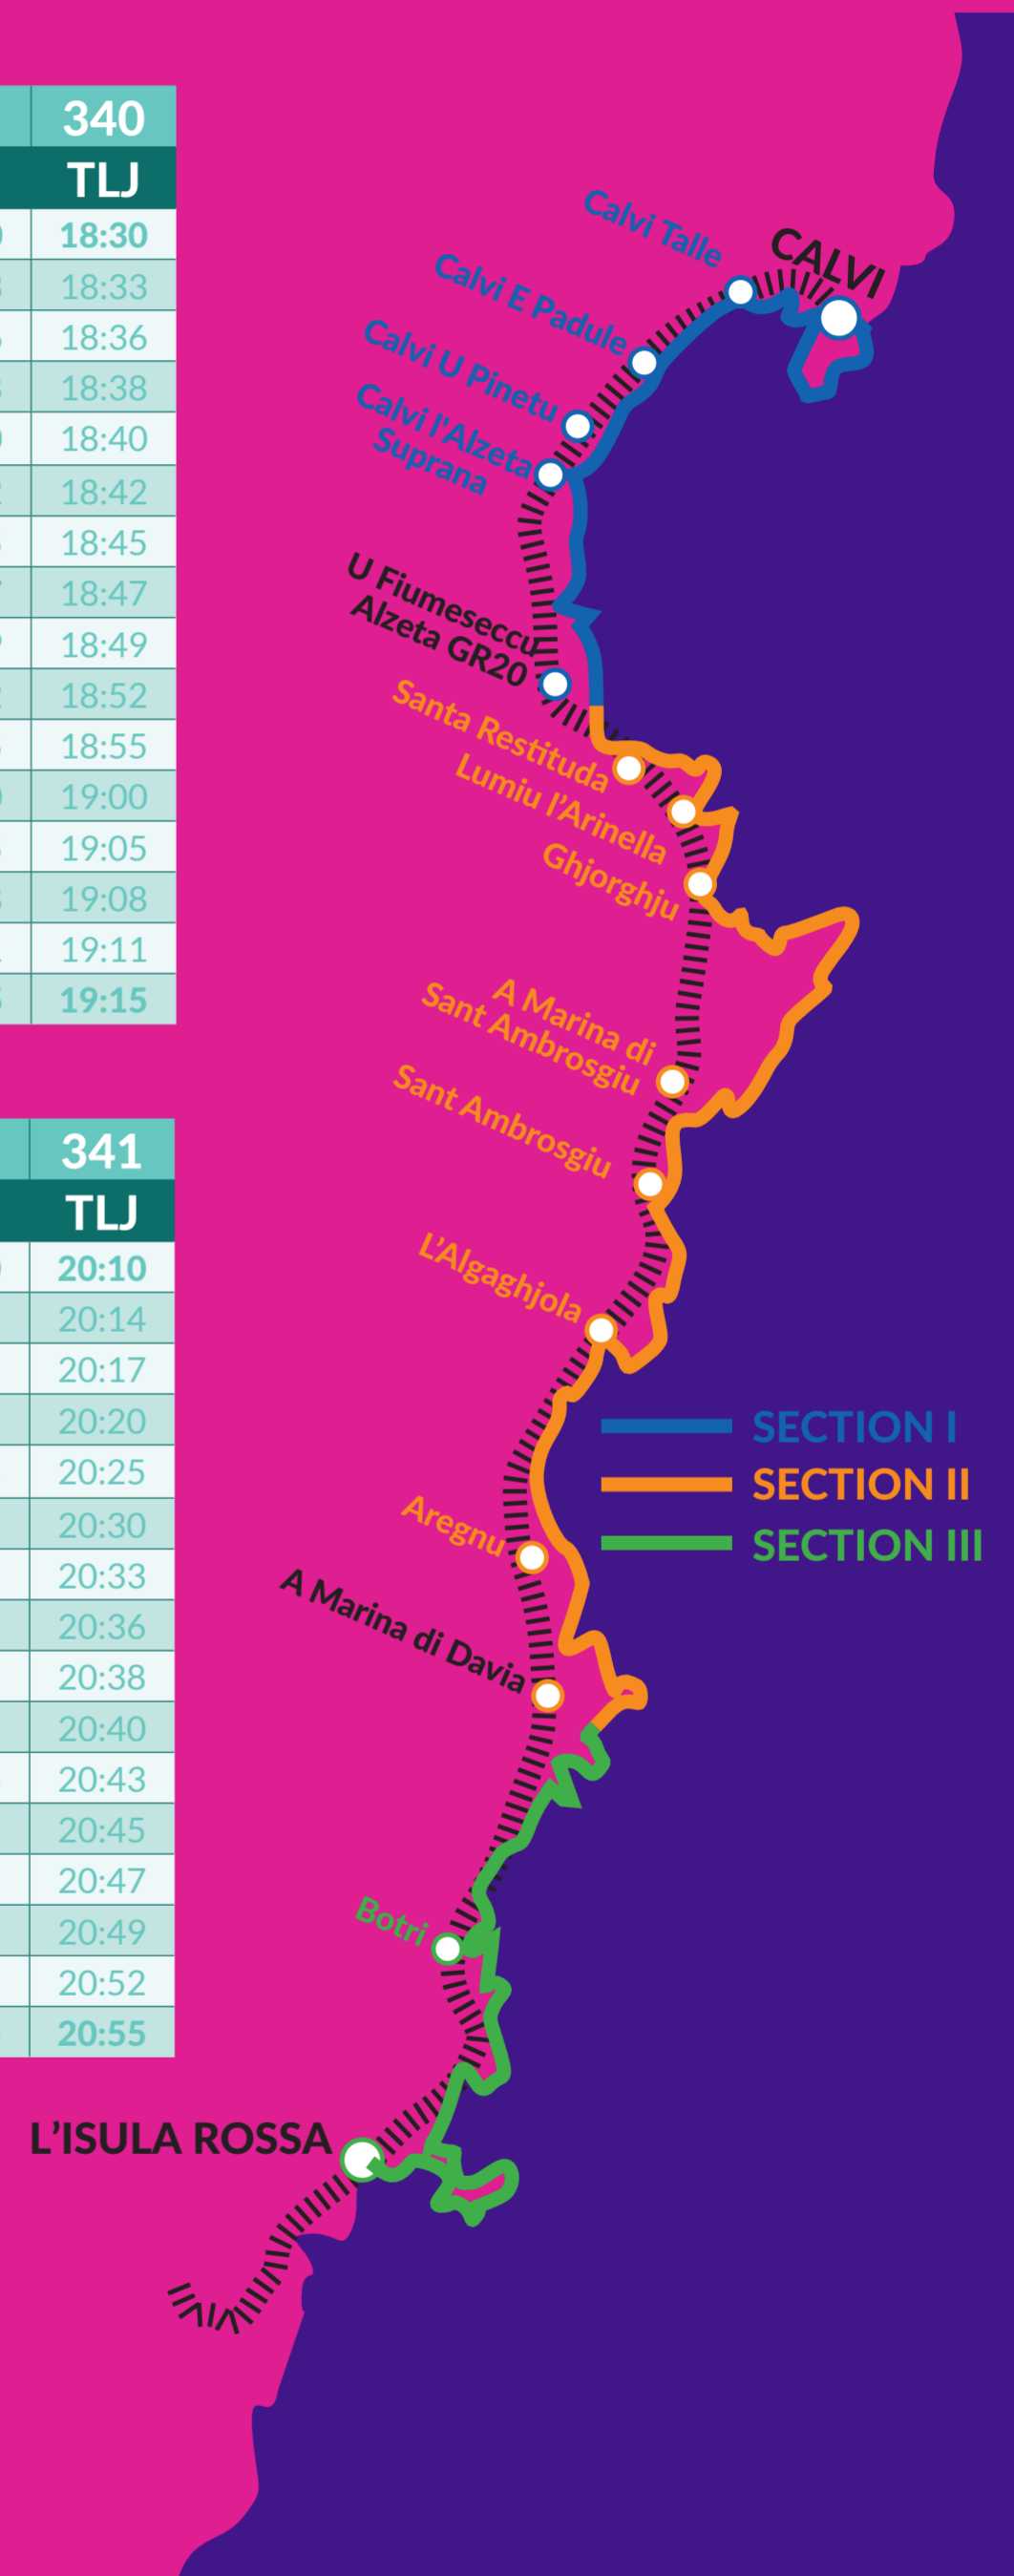 340
TLJ
18:30
18:33
18:36
18:38
18:40
18:42
18:45
18:47
18:49
18:52
18:55
19:00
19:05
19:08
19:11
19:15
341
TLJ
20:10
20:14
20:17
20:20
20:25
20:30
20:33
20:36
20:38
20:40
20:43
20:45
20:47
20:49
20:52
20:55
CALVI
Calvi Talle
Calvi E Padule
Calvi U Pinetu
Calvi l'Alzeta
Suprana
U Fiumeseccu
Alzeta GR20
Santa Restituda
Lumiu l'Arinella
Ghjorghju
A Marina di
Sant Ambrosgiu
Sant Ambrosgiu
L'Algaghjola
Aregnu
A Marina di Davia
Botri
L'ISULA ROSSA
SECTION I
SECTION II
SECTION III